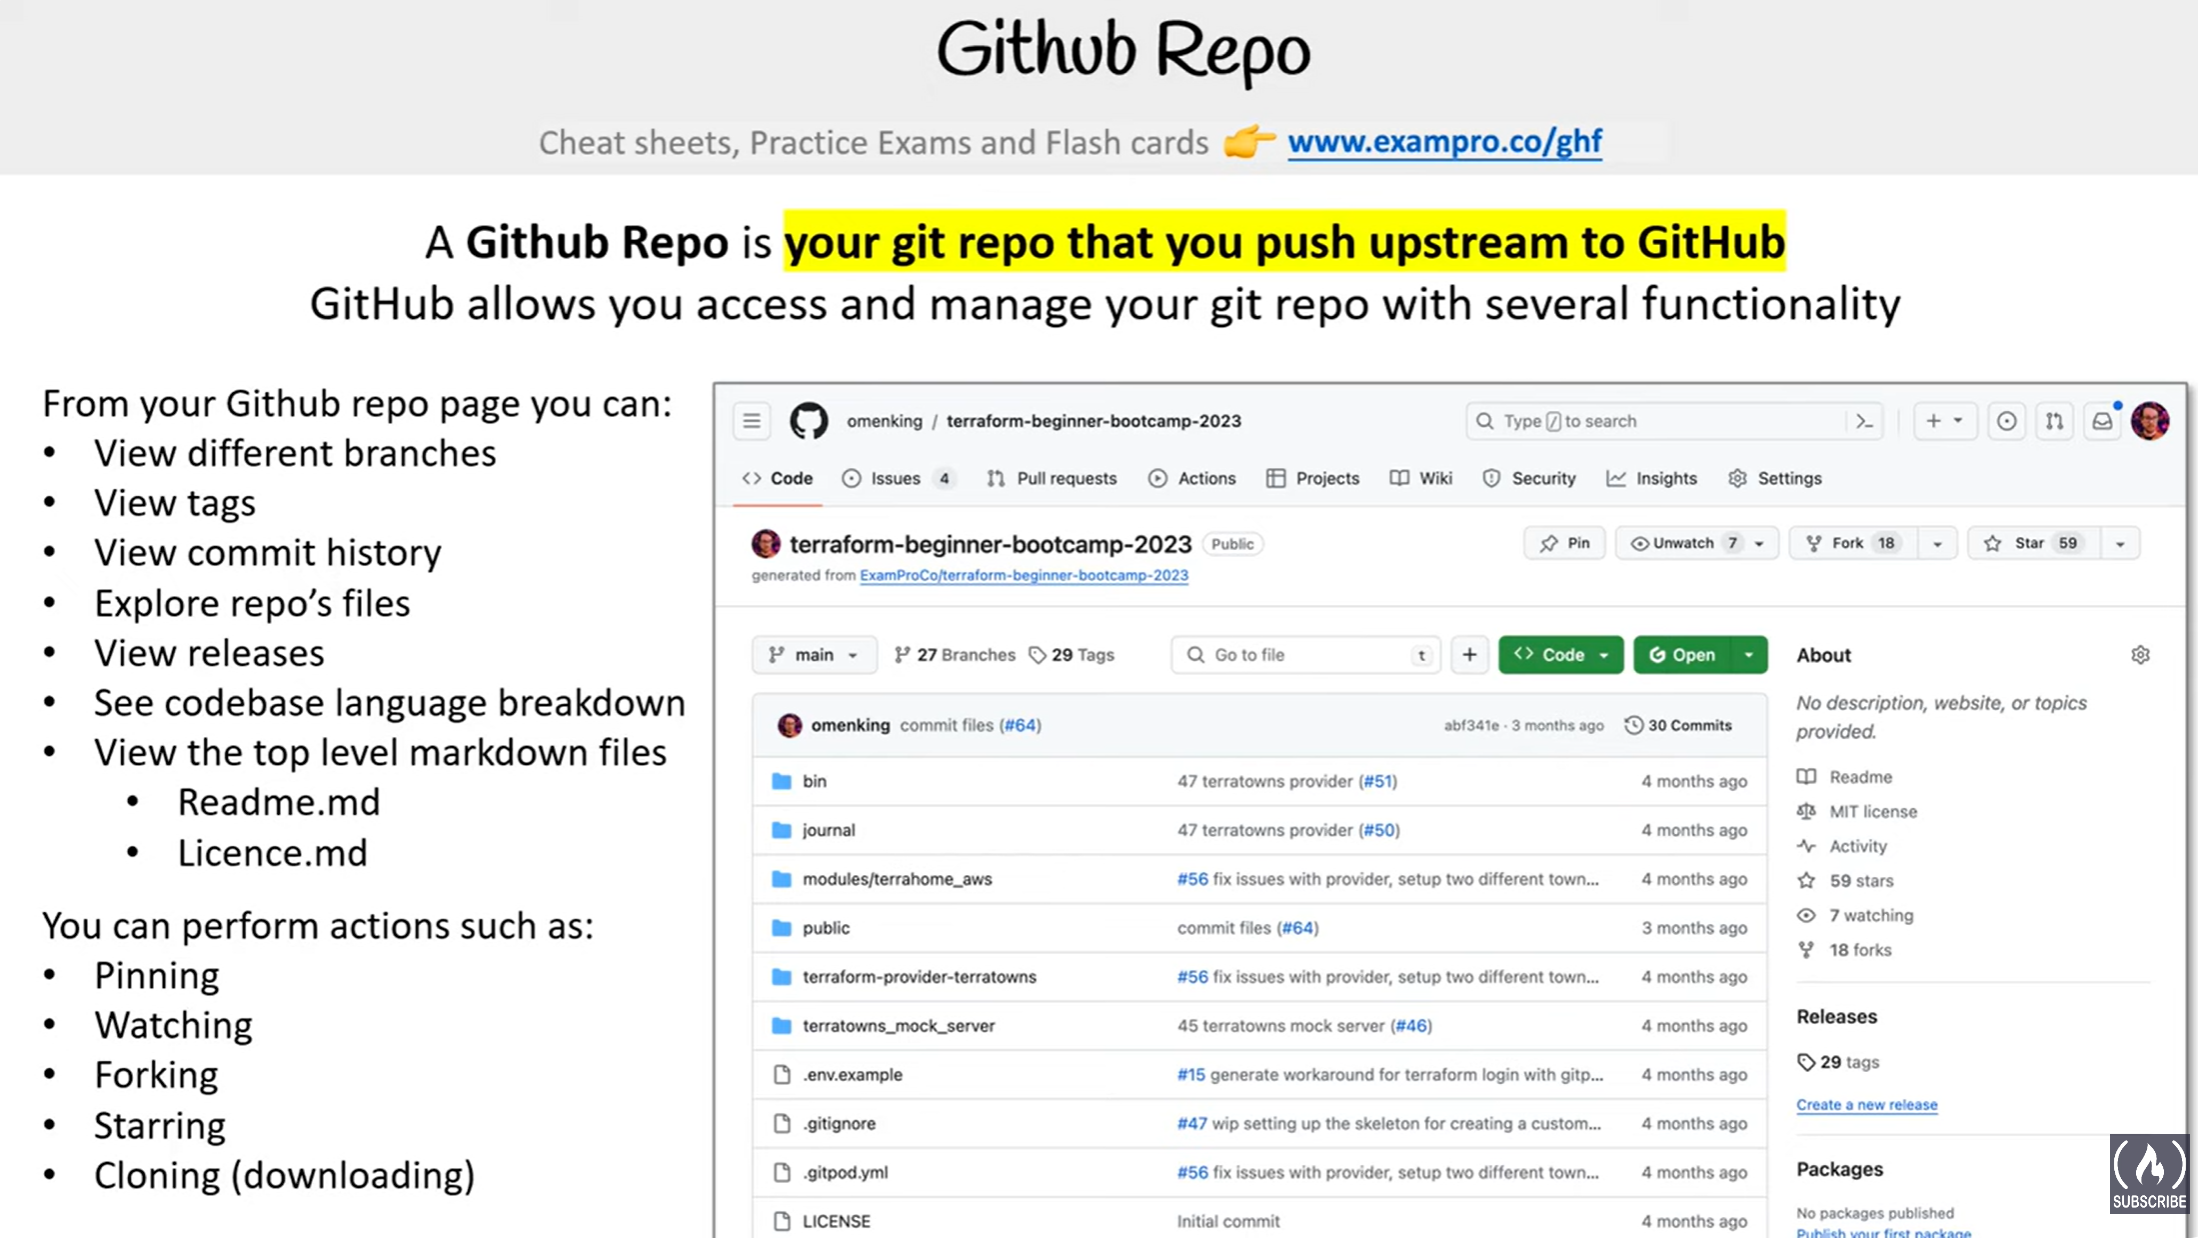 Github Repo
Cheat sheets, Practice Exams and Flash cards 👉 www.exampro.co/ghf
A Github Repo is your git repo that you push upstream to GitHub
GitHub allows you access and manage your git repo with several functionality
From your Github repo page you can:
• View different branches
• View tags
• View commit history
• Explore repo’s files
• View releases
• See codebase language breakdown
• View the top level markdown files
• Readme.md
• Licence.md
You can perform actions such as:
• Pinning
• Watching
• Forking
• Starring
• Cloning (downloading)
omenking / terraform-beginner-bootcamp-2023 Type / to search
Code Issues 4 Pull requests Actions Projects Wiki Security Insights Settings
terraform-beginner-bootcamp-2023 Public Pin Unwatch 7 Fork 18 Star 59
generated from ExamProCo/terraform-beginner-bootcamp-2023
main 27 Branches 29 Tags Go to file t + Code Open
omenking commit files (#64) abf341e · 3 months ago 30 Commits
bin 47 terratowns provider (#51) 4 months ago
journal 47 terratowns provider (#50) 4 months ago
modules/terrahome_aws #56 fix issues with provider, setup two different town... 4 months ago
public commit files (#64) 3 months ago
terraform-provider-terratowns #56 fix issues with provider, setup two different town... 4 months ago
terratowns_mock_server 45 terratowns mock server (#46) 4 months ago
.env.example #15 generate workaround for terraform login with gitp... 4 months ago
.gitignore #47 wip setting up the skeleton for creating a custom... 4 months ago
.gitpod.yml #56 fix issues with provider, setup two different town... 4 months ago
LICENSE Initial commit 4 months ago
About
No description, website, or topics
provided.
Readme
MIT license
Activity
59 stars
7 watching
18 forks
Releases
29 tags
Create a new release
Packages
No packages published
Publish your first package
SUBSCRIBE